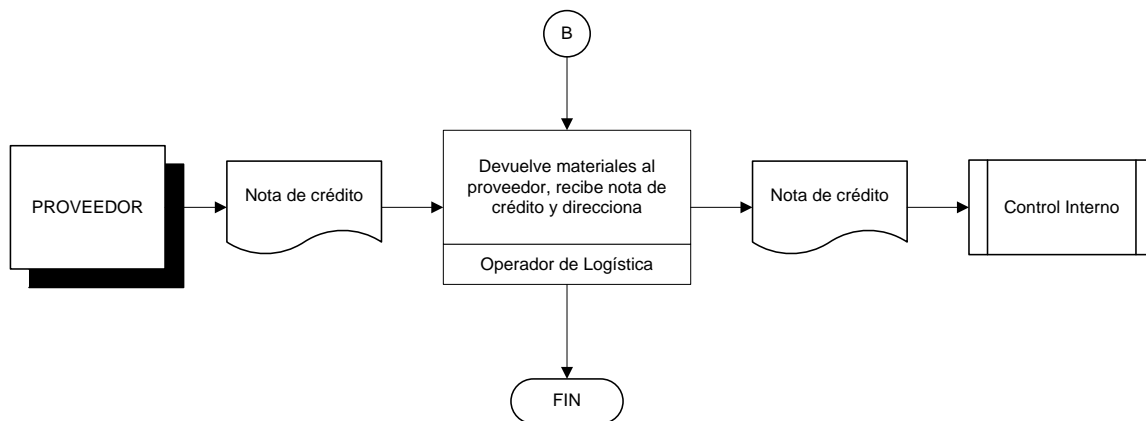 B
PROVEEDOR
Nota de crédito
Devuelve materiales al
proveedor, recibe nota de
crédito y direcciona
Operador de Logística
Nota de crédito
Control Interno
FIN